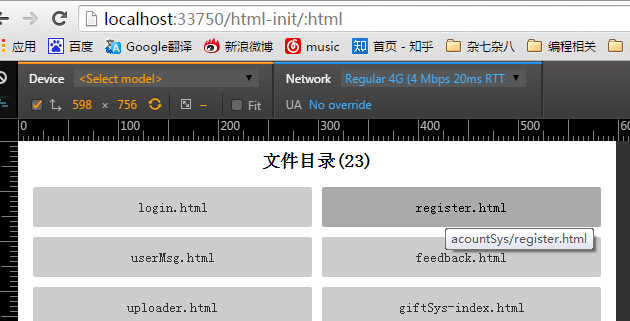 localhost:33750/html-init/:html
应用 百度 Google翻译 新浪微博 music 首页 - 知乎 杂七杂八 编程相关
Device <Select model> Network Regular 4G (4 Mbps 20ms RTT
598 × 756 – Fit UA No override
0 100 200 300 400 500 600
文件目录(23)
login.html register.html
acountSys/register.html
userMsg.html feedback.html
uploader.html giftSys-index.html